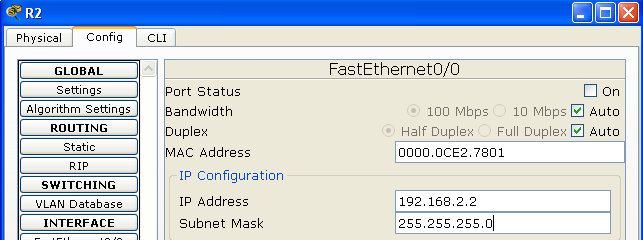 R2
Physical Config CLI
GLOBAL
Settings
Algorithm Settings
ROUTING
Static
RIP
SWITCHING
VLAN Database
INTERFACE
FastEthernet0/0
FastEthernet0/0
Port Status On
Bandwidth 100 Mbps 10 Mbps Auto
Duplex Half Duplex Full Duplex Auto
MAC Address 0000.0CE2.7801
IP Configuration
IP Address 192.168.2.2
Subnet Mask 255.255.255.0